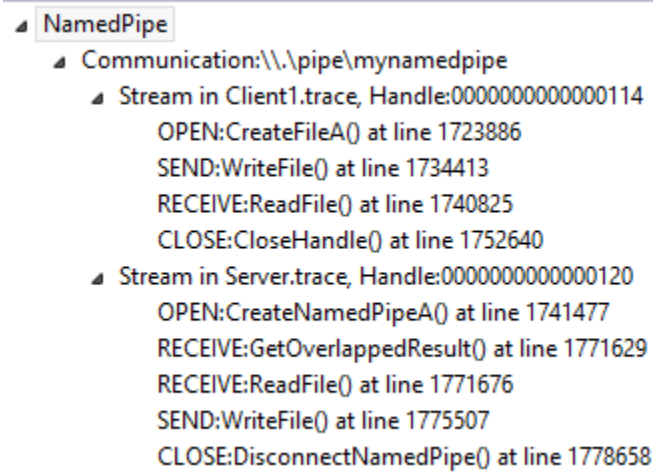 NamedPipe
Communication:\\.\pipe\mynamedpipe
Stream in Client1.trace, Handle:0000000000000114
OPEN:CreateFileA() at line 1723886
SEND:WriteFile() at line 1734413
RECEIVE:ReadFile() at line 1740825
CLOSE:CloseHandle() at line 1752640
Stream in Server.trace, Handle:0000000000000120
OPEN:CreateNamedPipeA() at line 1741477
RECEIVE:GetOverlappedResult() at line 1771629
RECEIVE:ReadFile() at line 1771676
SEND:WriteFile() at line 1775507
CLOSE:DisconnectNamedPipe() at line 1778658